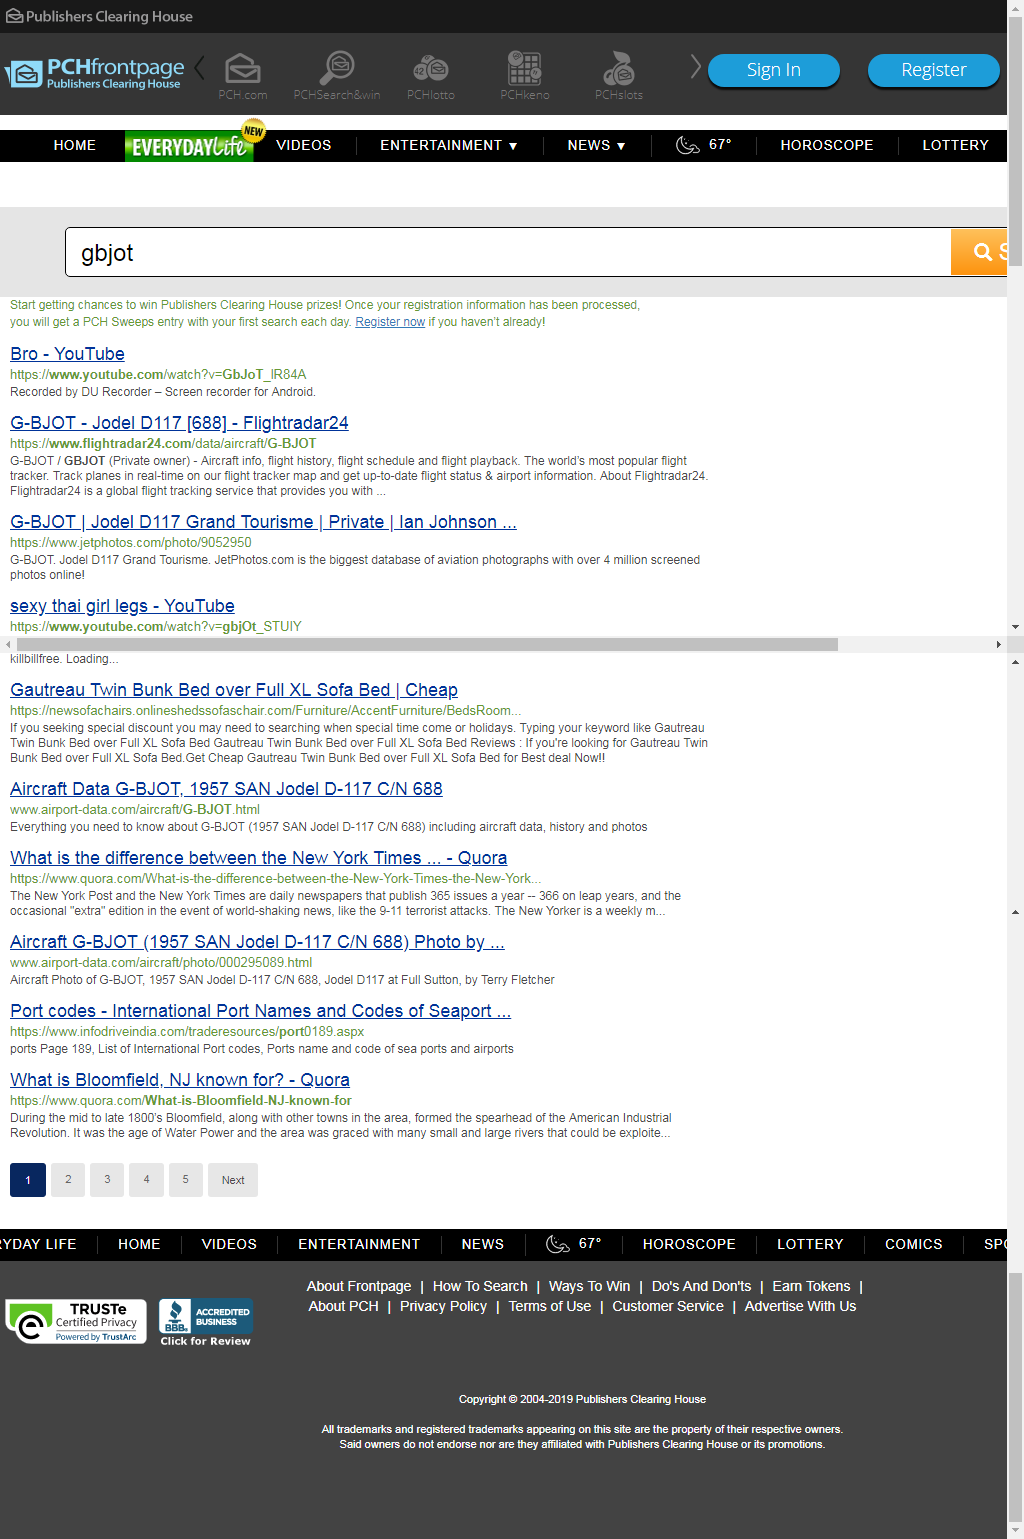 Publishers Clearing House
PCHfrontpage
Publishers Clearing House
PCH.com
PCHSearch&win
PCHlotto
PCHkeno
PCHslots
Sign In
Register
HOME
EVERYDAY Life
NEW
VIDEOS
ENTERTAINMENT ▼
NEWS ▼
67°
HOROSCOPE
LOTTERY
gbjot
S
Start getting chances to win Publishers Clearing House prizes! Once your registration information has been processed,
you will get a PCH Sweeps entry with your first search each day. Register now if you haven't already!
Bro - YouTube
https://www.youtube.com/watch?v=GbJoT_IR84A
Recorded by DU Recorder – Screen recorder for Android.
G-BJOT - Jodel D117 [688] - Flightradar24
https://www.flightradar24.com/data/aircraft/G-BJOT
G-BJOT / GBJOT (Private owner) - Aircraft info, flight history, flight schedule and flight playback. The world's most popular flight
tracker. Track planes in real-time on our flight tracker map and get up-to-date flight status & airport information. About Flightradar24.
Flightradar24 is a global flight tracking service that provides you with ...
G-BJOT | Jodel D117 Grand Tourisme | Private | Ian Johnson ...
https://www.jetphotos.com/photo/9052950
G-BJOT. Jodel D117 Grand Tourisme. JetPhotos.com is the biggest database of aviation photographs with over 4 million screened
photos online!
sexy thai girl legs - YouTube
https://www.youtube.com/watch?v=gbjOt_STUIY
killbillfree. Loading...
Gautreau Twin Bunk Bed over Full XL Sofa Bed | Cheap
https://newsofachairs.onlineshedssofaschair.com/Furniture/AccentFurniture/BedsRoom...
If you seeking special discount you may need to searching when special time come or holidays. Typing your keyword like Gautreau
Twin Bunk Bed over Full XL Sofa Bed Gautreau Twin Bunk Bed over Full XL Sofa Bed Reviews : If you're looking for Gautreau Twin
Bunk Bed over Full XL Sofa Bed.Get Cheap Gautreau Twin Bunk Bed over Full XL Sofa Bed for Best deal Now!!
Aircraft Data G-BJOT, 1957 SAN Jodel D-117 C/N 688
www.airport-data.com/aircraft/G-BJOT.html
Everything you need to know about G-BJOT (1957 SAN Jodel D-117 C/N 688) including aircraft data, history and photos
What is the difference between the New York Times ... - Quora
https://www.quora.com/What-is-the-difference-between-the-New-York-Times-the-New-York...
The New York Post and the New York Times are daily newspapers that publish 365 issues a year -- 366 on leap years, and the
occasional "extra" edition in the event of world-shaking news, like the 9-11 terrorist attacks. The New Yorker is a weekly m...
Aircraft G-BJOT (1957 SAN Jodel D-117 C/N 688) Photo by ...
www.airport-data.com/aircraft/photo/000295089.html
Aircraft Photo of G-BJOT, 1957 SAN Jodel D-117 C/N 688, Jodel D117 at Full Sutton, by Terry Fletcher
Port codes - International Port Names and Codes of Seaport ...
https://www.infodriveindia.com/traderesources/port0189.aspx
ports Page 189, List of International Port codes, Ports name and code of sea ports and airports
What is Bloomfield, NJ known for? - Quora
https://www.quora.com/What-is-Bloomfield-NJ-known-for
During the mid to late 1800's Bloomfield, along with other towns in the area, formed the spearhead of the American Industrial
Revolution. It was the age of Water Power and the area was graced with many small and large rivers that could be exploite...
1 2 3 4 5 Next
RYDAY LIFE
HOME
VIDEOS
ENTERTAINMENT
NEWS
67°
HOROSCOPE
LOTTERY
COMICS
SPO
About Frontpage | How To Search | Ways To Win | Do's And Don'ts | Earn Tokens |
About PCH | Privacy Policy | Terms of Use | Customer Service | Advertise With Us
TRUSTe
Certified Privacy
Powered by TrustArc
BBB
ACCREDITED
BUSINESS
Click for Review
Copyright © 2004-2019 Publishers Clearing House
All trademarks and registered trademarks appearing on this site are the property of their respective owners.
Said owners do not endorse nor are they affiliated with Publishers Clearing House or its promotions.